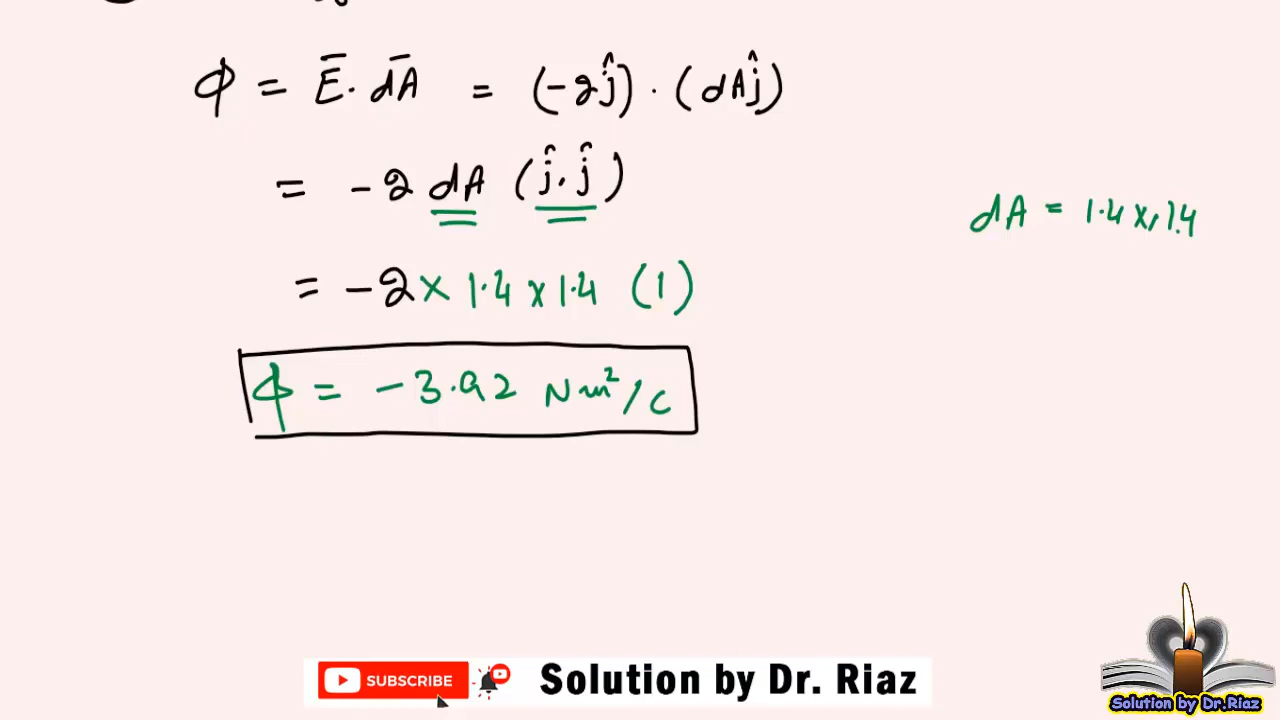 ϕ = E̅ . dA̅ = (-2ĵ) . (dAĵ)
= -2 dA (ĵ . ĵ)
dA = 1.4 x 1.4
= -2 x 1.4 x 1.4 (1)
ϕ = -3.92 Nm²/C
SUBSCRIBE
Solution by Dr. Riaz
Solution by Dr.Riaz